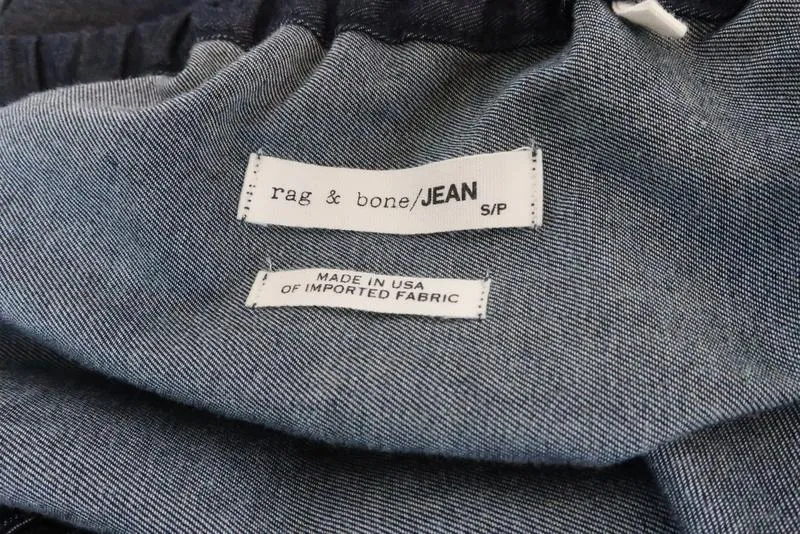 rag & bone/JEAN
S/P
MADE IN USA
OF IMPORTED FABRIC